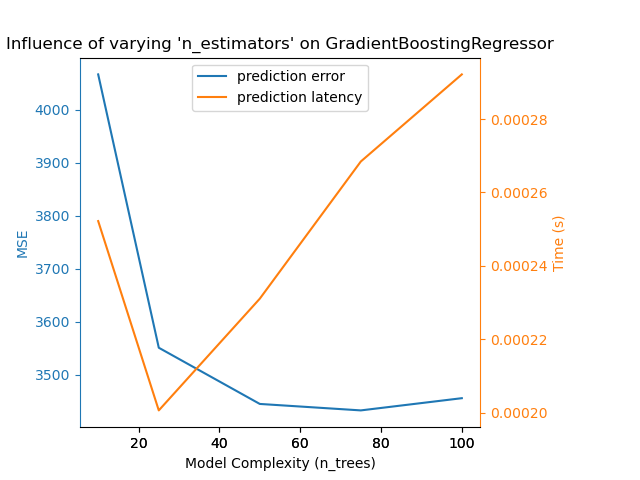 Influence of varying 'n_estimators' on GradientBoostingRegressor
prediction error
prediction latency
4000
3900
3800
3700
3600
3500
MSE
0.00028
0.00026
0.00024
0.00022
0.00020
Time (s)
20
40
60
80
100
Model Complexity (n_trees)